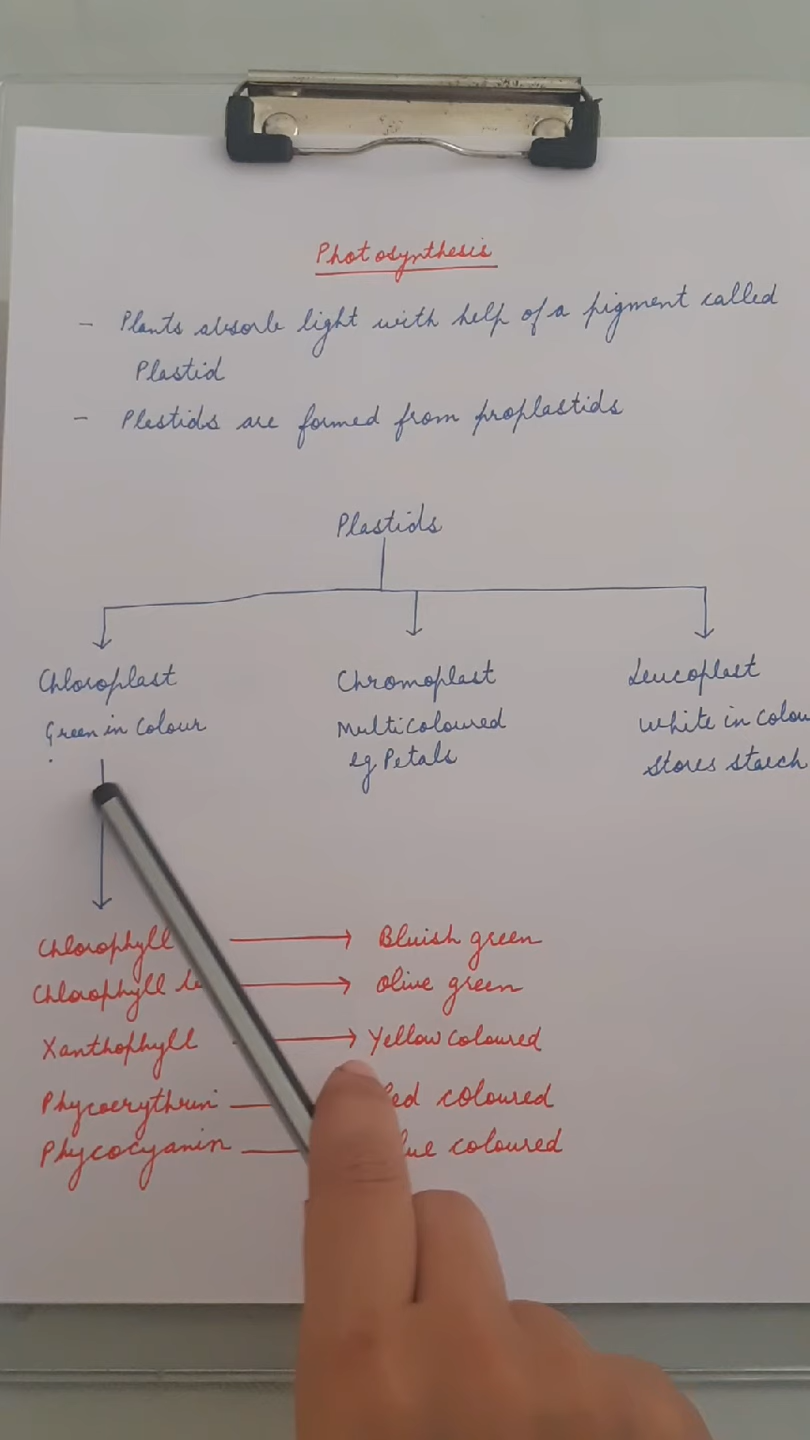 Photosynthesis
- Plants absorb light with help of a pigment called
Plastid
- Plastids are formed from proplastids
Plastids
Chloroplast
Green in Colour
Chromoplast
Multicoloured
eg Petals
Leucoplast
White in colou
Stores starch
Chlorophyll → Bluish green
Chlorophyll → Olive green
Xanthophyll → Yellow coloured
Phycoerythrin coloured
Phycocyanin coloured